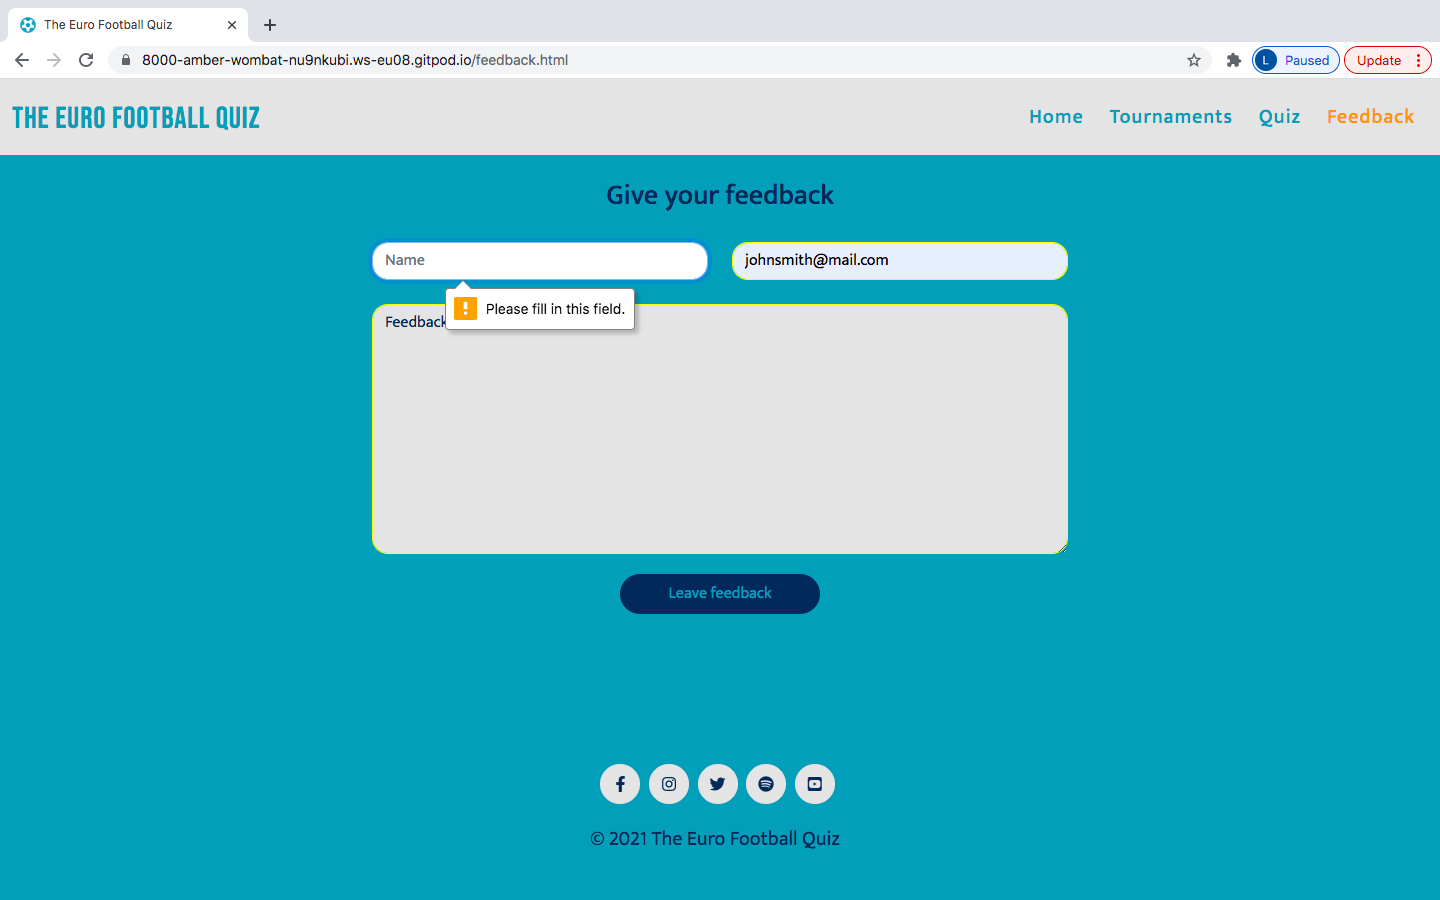 The Euro Football Quiz
8000-amber-wombat-nu9nkubi.ws-eu08.gitpod.io/feedback.html
L Paused
Update
THE EURO FOOTBALL QUIZ
Home Tournaments Quiz Feedback
Give your feedback
Name
johnsmith@mail.com
Please fill in this field.
Feedback
Leave feedback
© 2021 The Euro Football Quiz